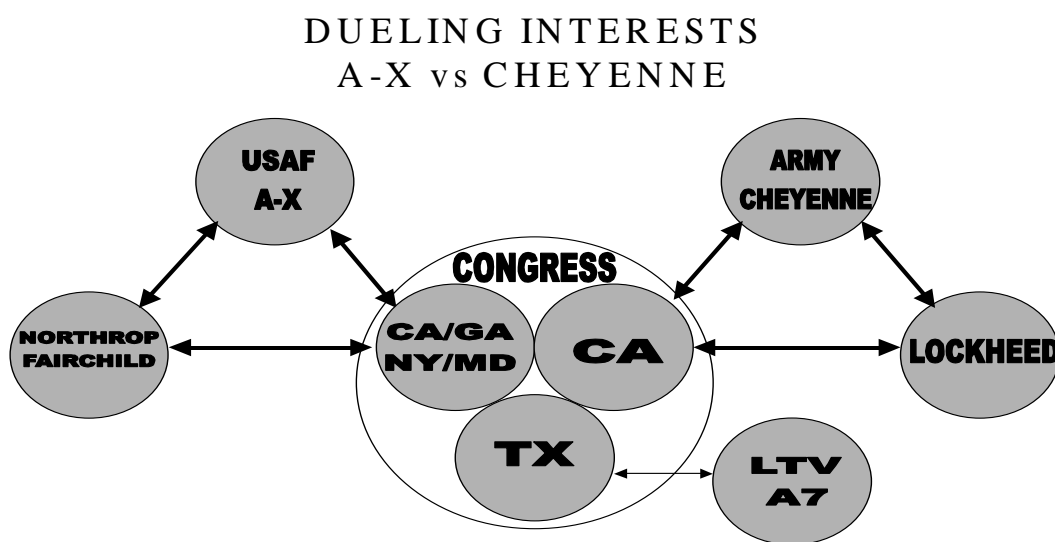 DUELING INTERESTS
A-X vs CHEYENNE
USAF
A-X
ARMY
CHEYENNE
CONGRESS
NORTHROP
FAIRCHILD
CA/GA
NY/MD
CA
LOCKHEED
TX
LTV
A7